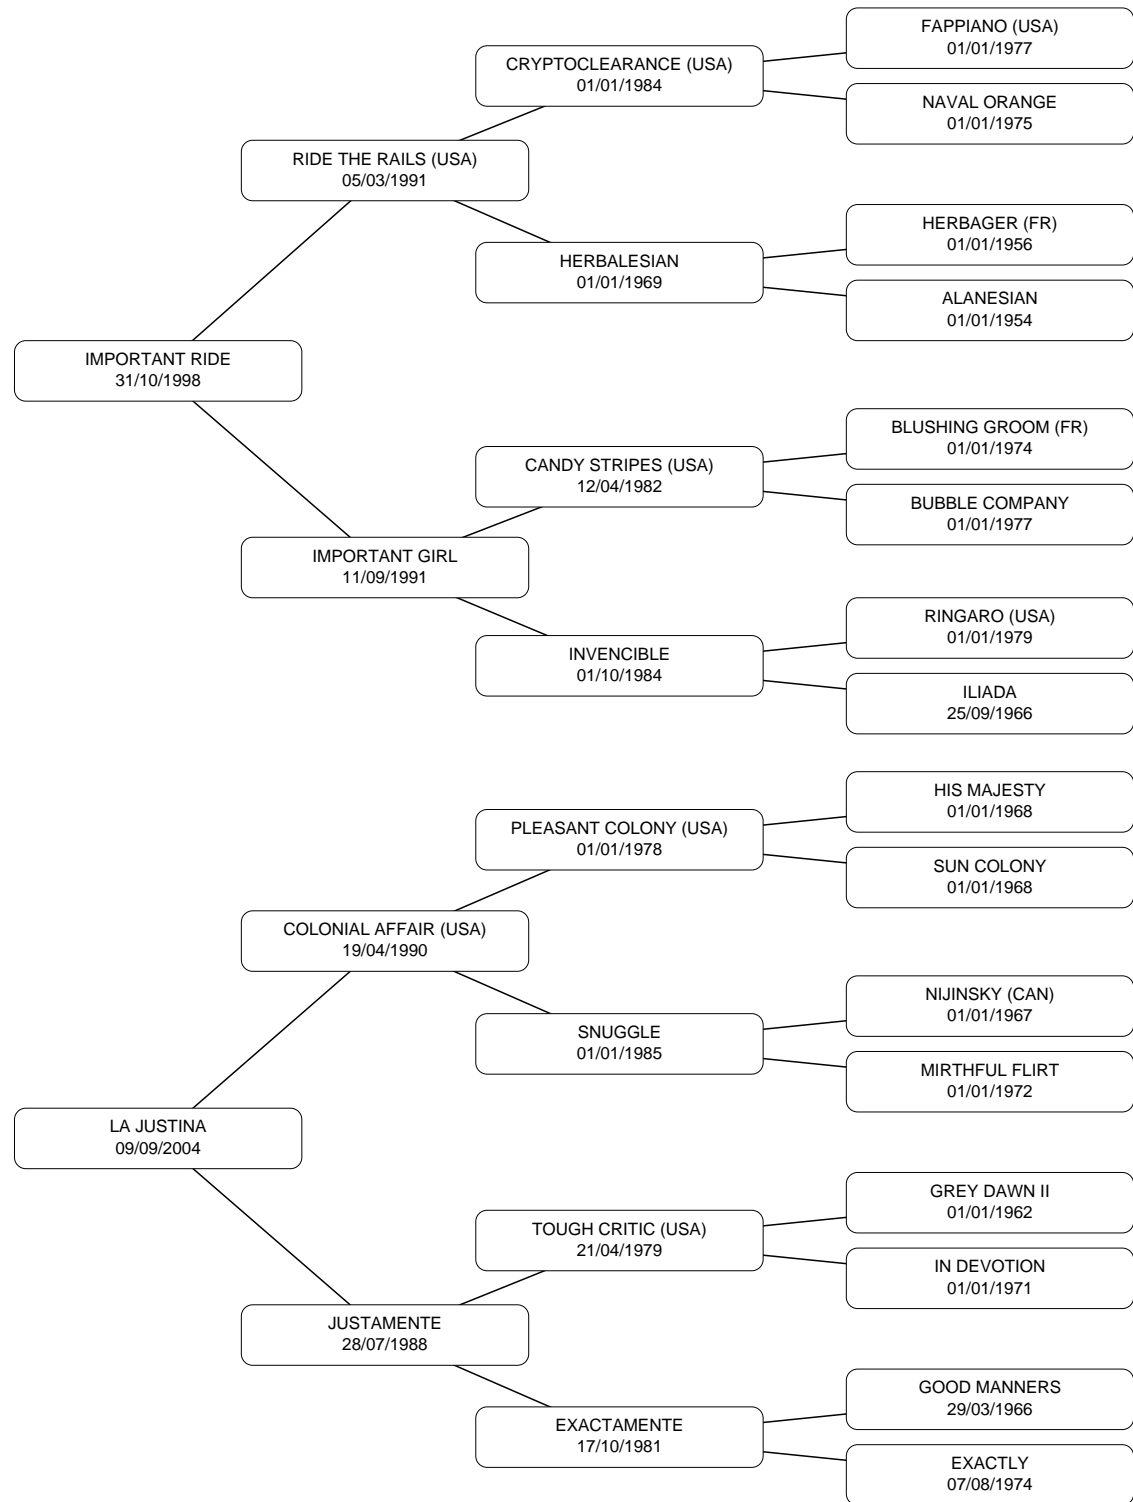 FAPPIANO (USA)
01/01/1977
CRYPTOCLEARANCE (USA)
01/01/1984
NAVAL ORANGE
01/01/1975
RIDE THE RAILS (USA)
05/03/1991
HERBAGER (FR)
01/01/1956
HERBALESIAN
01/01/1969
ALANESIAN
01/01/1954
IMPORTANT RIDE
31/10/1998
BLUSHING GROOM (FR)
01/01/1974
CANDY STRIPES (USA)
12/04/1982
BUBBLE COMPANY
01/01/1977
IMPORTANT GIRL
11/09/1991
RINGARO (USA)
01/01/1979
INVENCIBLE
01/10/1984
ILIADA
25/09/1966
HIS MAJESTY
01/01/1968
PLEASANT COLONY (USA)
01/01/1978
SUN COLONY
01/01/1968
COLONIAL AFFAIR (USA)
19/04/1990
NIJINSKY (CAN)
01/01/1967
SNUGGLE
01/01/1985
MIRTHFUL FLIRT
01/01/1972
LA JUSTINA
09/09/2004
GREY DAWN II
01/01/1962
TOUGH CRITIC (USA)
21/04/1979
IN DEVOTION
01/01/1971
JUSTAMENTE
28/07/1988
GOOD MANNERS
29/03/1966
EXACTAMENTE
17/10/1981
EXACTLY
07/08/1974